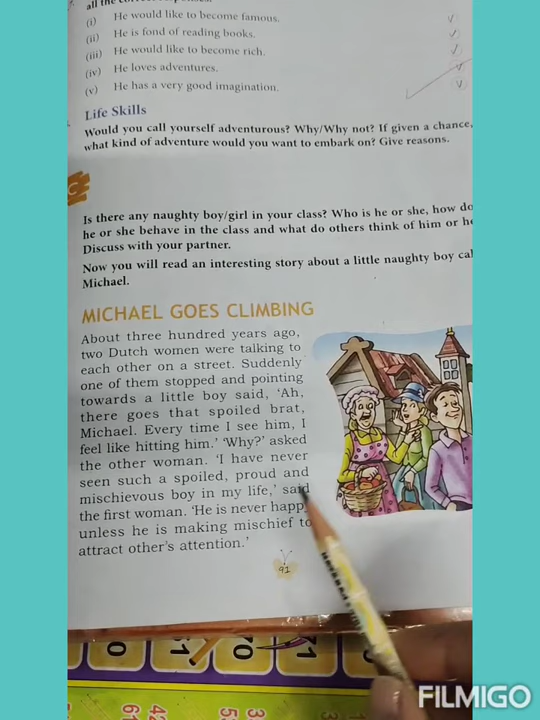 all the correct responses.
(i) He would like to become famous.
(ii) He is fond of reading books.
(iii) He would like to become rich.
(iv) He loves adventures.
(v) He has a very good imagination.
Life Skills
Would you call yourself adventurous? Why/Why not? If given a chance,
what kind of adventure would you want to embark on? Give reasons.
Is there any naughty boy/girl in your class? Who is he or she, how do
he or she behave in the class and what do others think of him or he
Discuss with your partner.
Now you will read an interesting story about a little naughty boy cal
Michael.
MICHAEL GOES CLIMBING
About three hundred years ago,
two Dutch women were talking to
each other on a street. Suddenly
one of them stopped and pointing
towards a little boy said, 'Ah,
there goes that spoiled brat,
Michael. Every time I see him, I
feel like hitting him.' 'Why?' asked
the other woman. 'I have never
seen such a spoiled, proud and
mischievous boy in my life,' said
the first woman. 'He is never happy
unless he is making mischief to
attract other's attention.'
91
0
61
70
71
FILMIGO